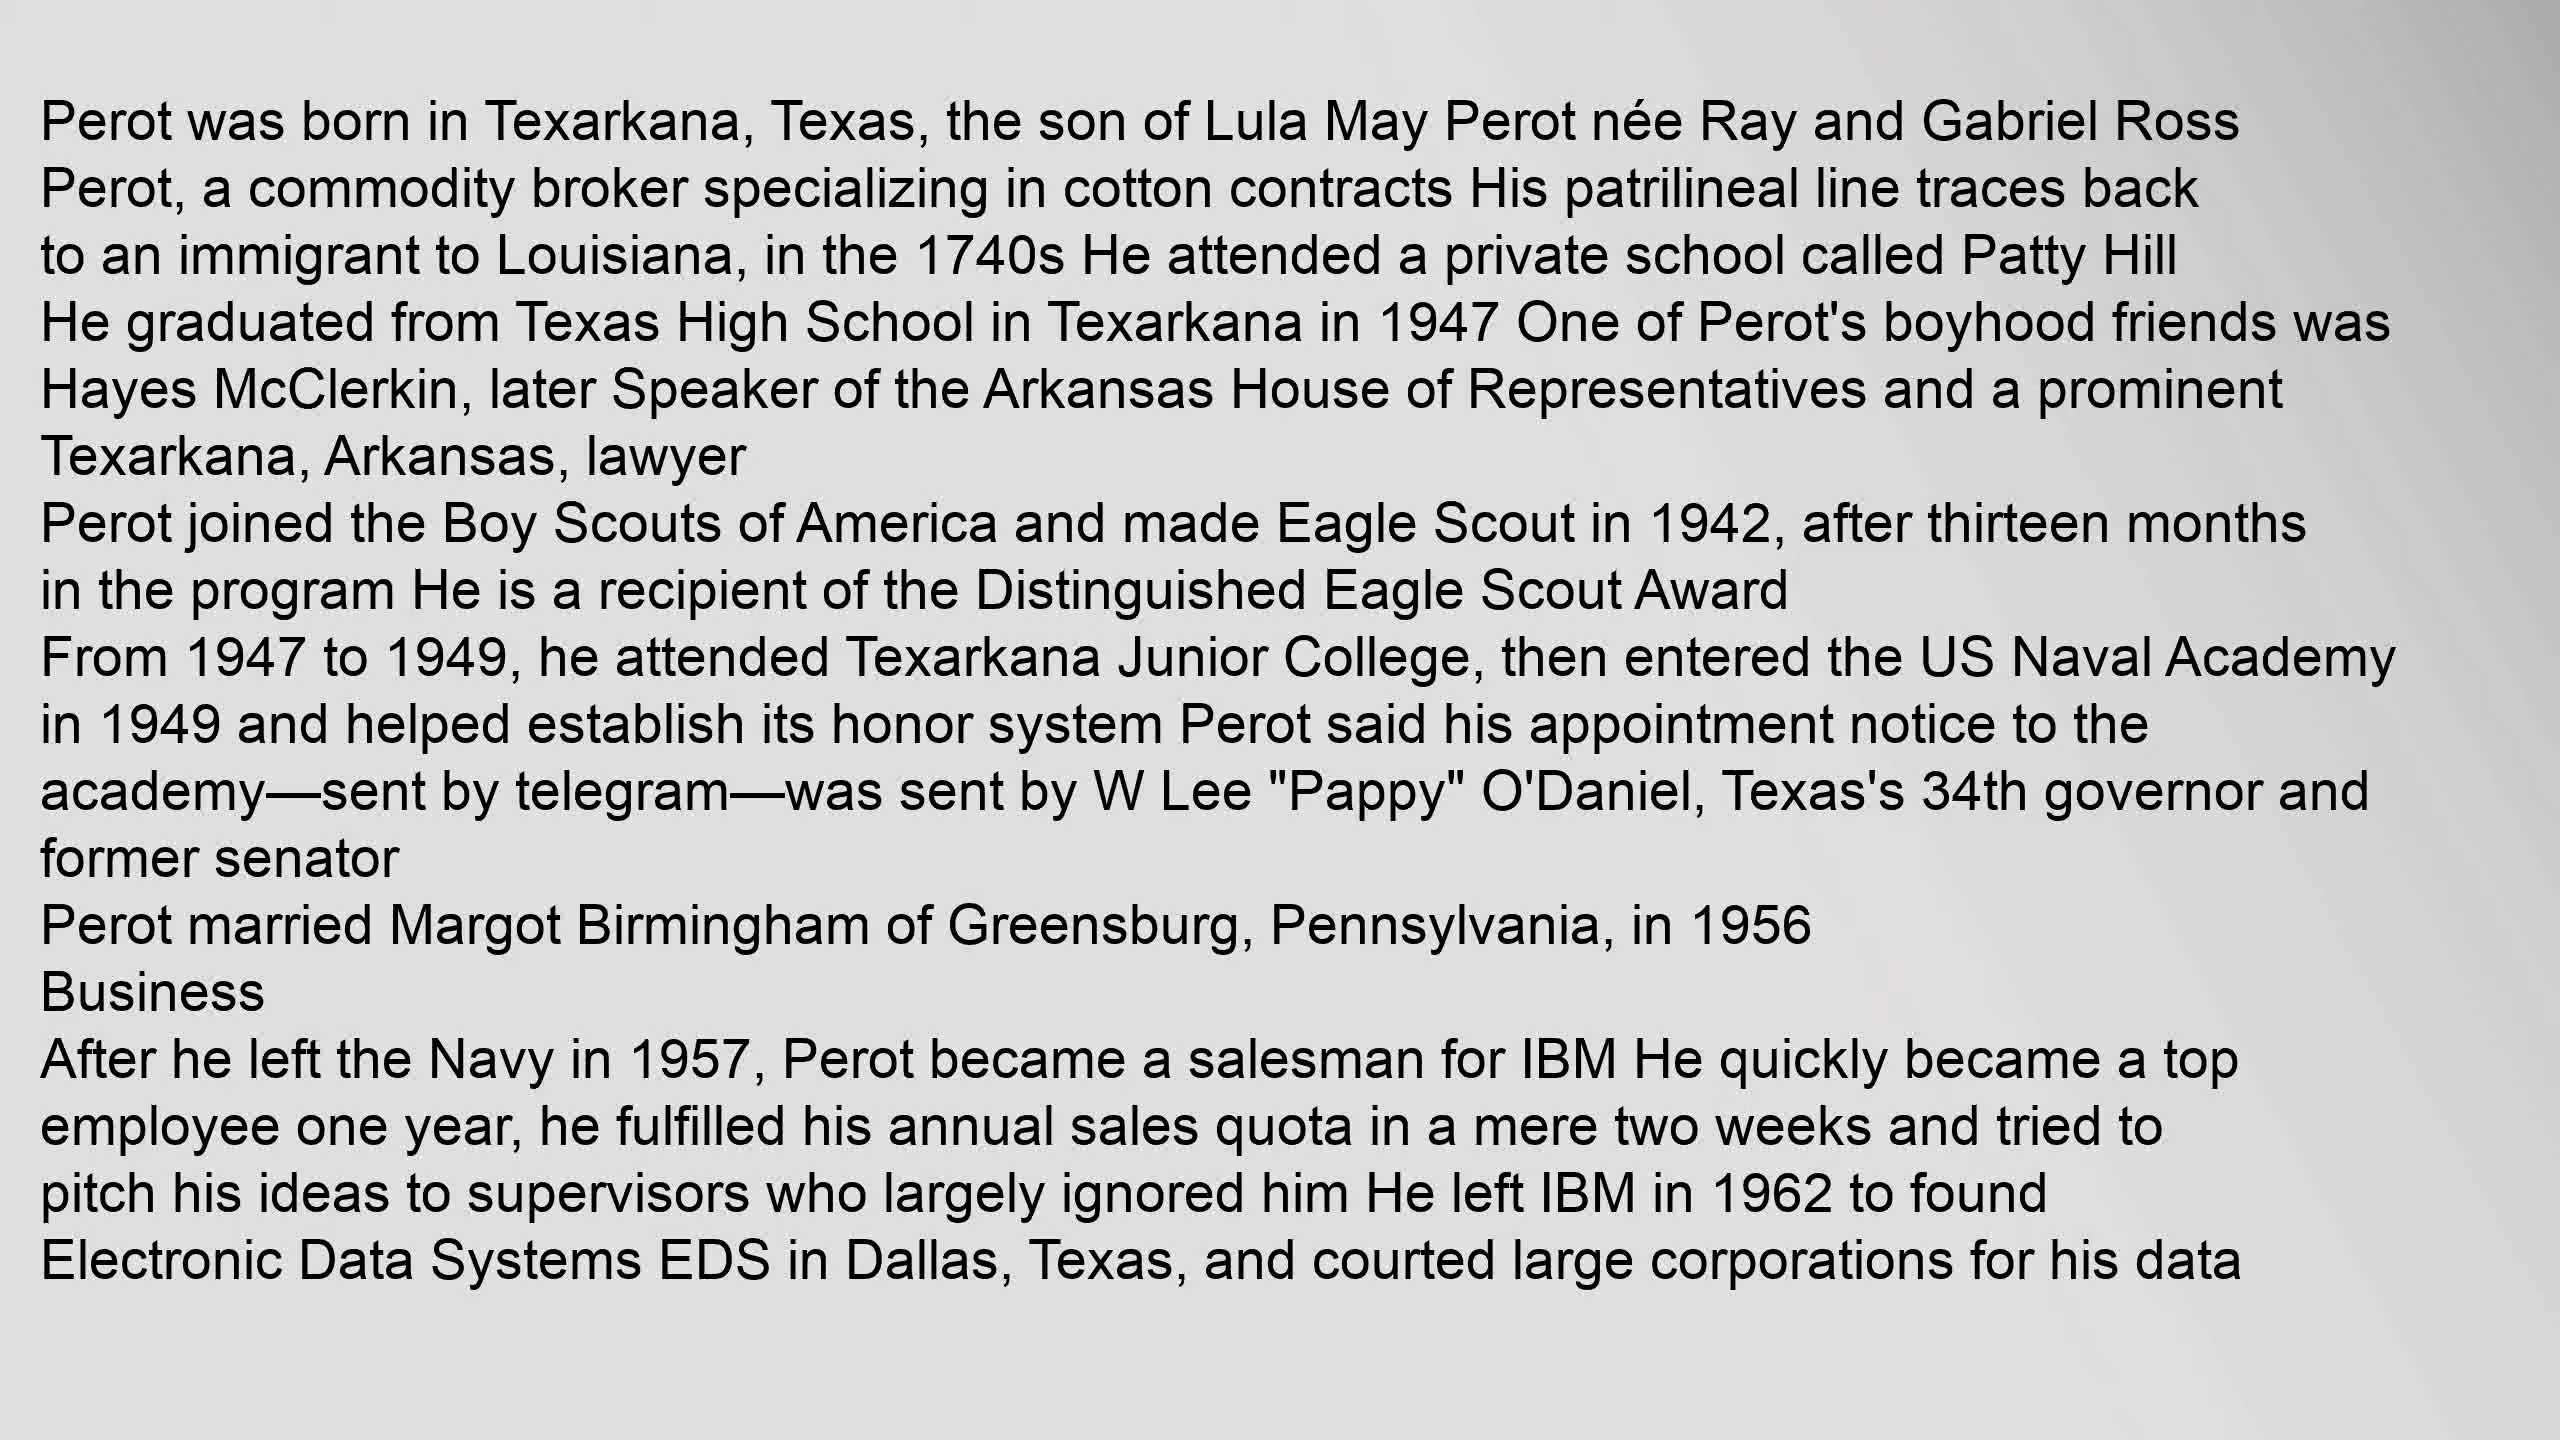 Perot was born in Texarkana, Texas, the son of Lula May Perot née Ray and Gabriel Ross
Perot, a commodity broker specializing in cotton contracts His patrilineal line traces back
to an immigrant to Louisiana, in the 1740s He attended a private school called Patty Hill
He graduated from Texas High School in Texarkana in 1947 One of Perot's boyhood friends was
Hayes McClerkin, later Speaker of the Arkansas House of Representatives and a prominent
Texarkana, Arkansas, lawyer
Perot joined the Boy Scouts of America and made Eagle Scout in 1942, after thirteen months
in the program He is a recipient of the Distinguished Eagle Scout Award
From 1947 to 1949, he attended Texarkana Junior College, then entered the US Naval Academy
in 1949 and helped establish its honor system Perot said his appointment notice to the
academy—sent by telegram—was sent by W Lee "Pappy" O'Daniel, Texas's 34th governor and
former senator
Perot married Margot Birmingham of Greensburg, Pennsylvania, in 1956
Business
After he left the Navy in 1957, Perot became a salesman for IBM He quickly became a top
employee one year, he fulfilled his annual sales quota in a mere two weeks and tried to
pitch his ideas to supervisors who largely ignored him He left IBM in 1962 to found
Electronic Data Systems EDS in Dallas, Texas, and courted large corporations for his data